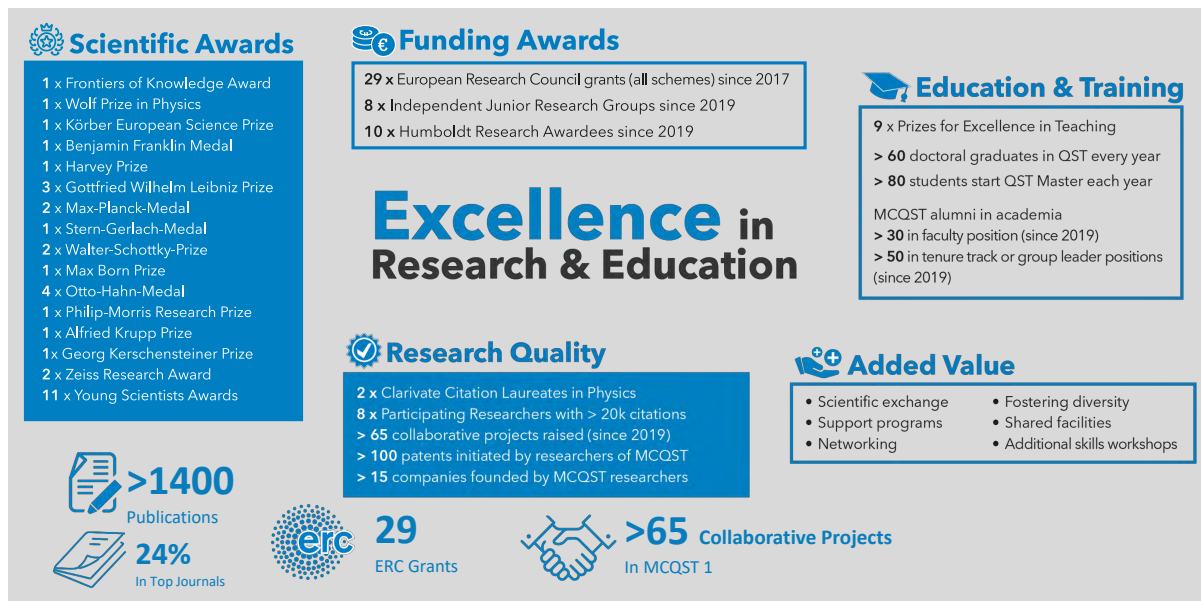 Scientific Awards
1 x Frontiers of Knowledge Award
1 x Wolf Prize in Physics
1 x Körber European Science Prize
1 x Benjamin Franklin Medal
1 x Harvey Prize
3 x Gottfried Wilhelm Leibniz Prize
2 x Max-Planck-Medal
1 x Stern-Gerlach-Medal
2 x Walter-Schottky-Prize
1 x Max Born Prize
4 x Otto-Hahn-Medal
1 x Philip-Morris Research Prize
1 x Alfried Krupp Prize
1x Georg Kerschensteiner Prize
2 x Zeiss Research Award
11 x Young Scientists Awards
Funding Awards
29 x European Research Council grants (all schemes) since 2017
8 x Independent Junior Research Groups since 2019
10 x Humboldt Research Awardees since 2019
Education & Training
9 x Prizes for Excellence in Teaching
> 60 doctoral graduates in QST every year
> 80 students start QST Master each year
MCQST alumni in academia
> 30 in faculty position (since 2019)
> 50 in tenure track or group leader positions
(since 2019)
Excellence in
Research & Education
Research Quality
2 x Clarivate Citation Laureates in Physics
8 x Participating Researchers with > 20k citations
> 65 collaborative projects raised (since 2019)
> 100 patents initiated by researchers of MCQST
> 15 companies founded by MCQST researchers
Added Value
• Scientific exchange
• Support programs
• Networking
• Fostering diversity
• Shared facilities
• Additional skills workshops
>1400
Publications
24%
In Top Journals
erc
29
ERC Grants
>65 Collaborative Projects
In MCQST 1